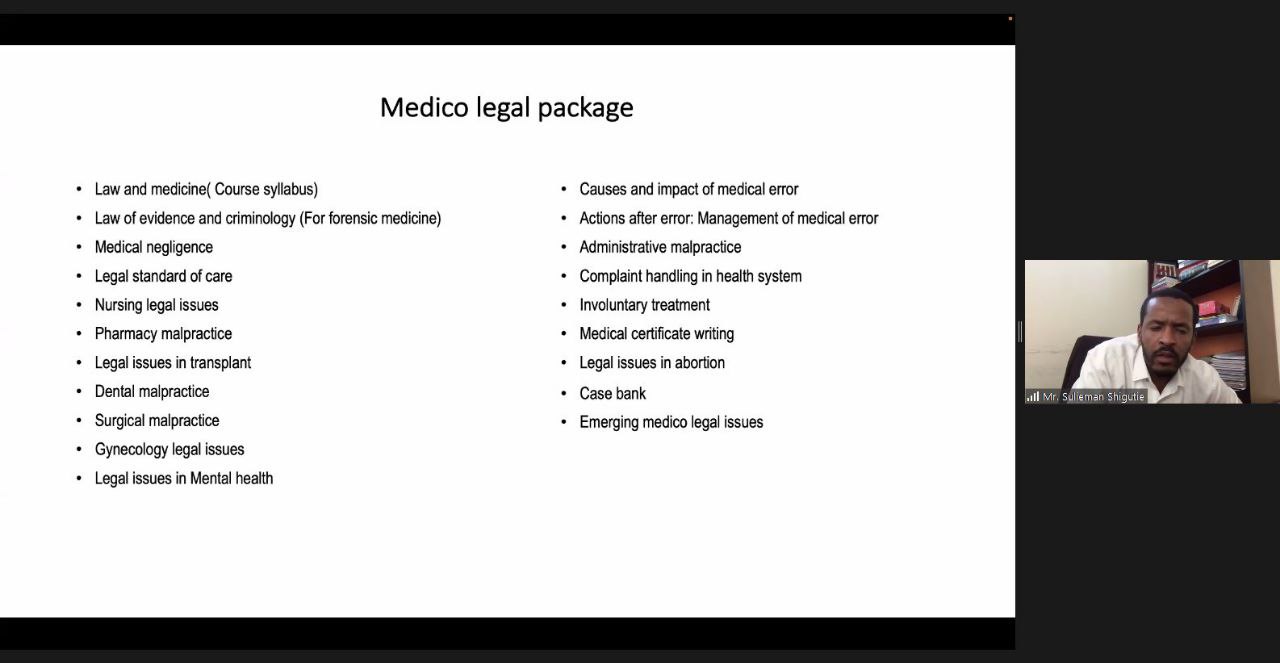 Medico legal package
• Law and medicine( Course syllabus)
• Law of evidence and criminology (For forensic medicine)
• Medical negligence
• Legal standard of care
• Nursing legal issues
• Pharmacy malpractice
• Legal issues in transplant
• Dental malpractice
• Surgical malpractice
• Gynecology legal issues
• Legal issues in Mental health
• Causes and impact of medical error
• Actions after error: Management of medical error
• Administrative malpractice
• Complaint handling in health system
• Involuntary treatment
• Medical certificate writing
• Legal issues in abortion
• Case bank
• Emerging medico legal issues
Mr. Sulieman Shigutie